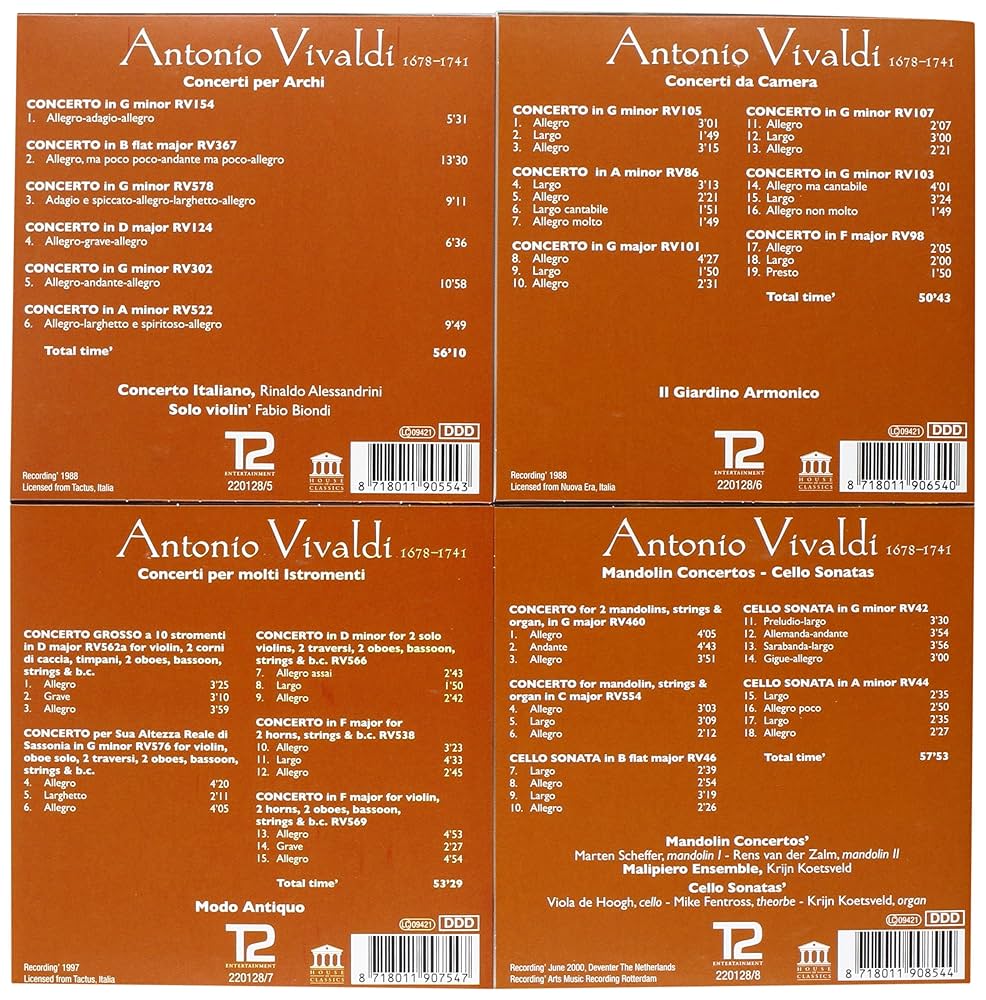 Antonio Vivaldi 1678–1741
Concerti per Archi
CONCERTO in G minor RV154
1. Allegro-adagio-allegro 5'31
CONCERTO in B flat major RV367
2. Allegro, ma poco poco-andante ma poco-allegro 13'30
CONCERTO in G minor RV578
3. Adagio e spiccato-allegro-larghetto-allegro 9'11
CONCERTO in D major RV124
4. Allegro-grave-allegro 6'36
CONCERTO in G minor RV302
5. Allegro-andante-allegro 10'58
CONCERTO in A minor RV522
6. Allegro-larghetto e spiritoso-allegro 9'49
Total time' 56'10
Concerto Italiano, Rinaldo Alessandrini
Solo violin' Fabio Biondi
LC 09421 DDD
T2
ENTERTAINMENT
220128/5
HOUSE
OF
CLASSICS
Recording' 1988
Licensed from Tactus, Italia
8 718011 905543
Antonio Vivaldi 1678–1741
Concerti da Camera
CONCERTO in G minor RV105
1. Allegro 3'01
2. Largo 1'49
3. Allegro 3'15
CONCERTO in A minor RV86
4. Largo 3'13
5. Allegro 2'21
6. Largo cantabile 1'51
7. Allegro molto 1'49
CONCERTO in G major RV101
8. Allegro 4'27
9. Largo 1'50
10. Allegro 2'31
CONCERTO in G minor RV107
11. Allegro 2'07
12. Largo 3'00
13. Allegro 2'21
CONCERTO in G minor RV103
14. Allegro ma cantabile 4'01
15. Largo 3'24
16. Allegro non molto 1'49
CONCERTO in F major RV98
17. Allegro 2'05
18. Largo 2'00
19. Presto 1'50
Total time' 50'43
Il Giardino Armonico
LC 09421 DDD
T2
ENTERTAINMENT
220128/6
HOUSE
OF
CLASSICS
Recording' 1988
Licensed from Nuova Era, Italia
8 718011 906540
Antonio Vivaldi 1678–1741
Concerti per molti Istromenti
CONCERTO GROSSO a 10 stromenti
in D major RV562a for violin, 2 corni
di caccia, timpani, 2 oboes, bassoon,
strings & b.c.
1. Allegro 3'25
2. Grave 3'10
3. Allegro 3'59
CONCERTO per Sua Altezza Reale di
Sassonia in G minor RV576 for violin,
oboe solo, 2 traversi, 2 oboes, bassoon,
strings & b.c.
4. Allegro 4'20
5. Larghetto 2'11
6. Allegro 4'05
CONCERTO in D minor for 2 solo
violins, 2 traversi, 2 oboes, bassoon,
strings & b.c. RV566
7. Allegro assai 2'43
8. Largo 1'50
9. Allegro 2'42
CONCERTO in F major for
2 horns, strings & b.c. RV538
10. Allegro 3'23
11. Largo 4'33
12. Allegro 2'45
CONCERTO in F major for violin,
2 horns, 2 oboes, bassoon,
strings & b.c. RV569
13. Allegro 4'53
14. Grave 2'27
15. Allegro 4'54
Total time' 53'29
Modo Antiquo
LC 09421 DDD
T2
ENTERTAINMENT
220128/7
HOUSE
OF
CLASSICS
Recording' 1997
Licensed from Tactus, Italia
8 718011 907547
Antonio Vivaldi 1678–1741
Mandolin Concertos - Cello Sonatas
CONCERTO for 2 mandolins, strings &
organ, in G major RV460
1. Allegro 4'05
2. Andante 4'43
3. Allegro 3'51
CONCERTO for mandolin, strings &
organ in C major RV554
4. Allegro 3'03
5. Largo 3'09
6. Allegro 2'12
CELLO SONATA in B flat major RV46
7. Largo 2'39
8. Allegro 2'54
9. Largo 3'19
10. Allegro 2'26
CELLO SONATA in G minor RV42
11. Preludio-largo 3'30
12. Allemanda-andante 3'54
13. Sarabanda-largo 3'56
14. Gigue-allegro 3'00
CELLO SONATA in A minor RV44
15. Largo 2'35
16. Allegro poco 2'50
17. Largo 2'35
18. Allegro 2'27
Total time' 57'53
Mandolin Concertos'
Marten Scheffer, mandolin I - Rens van der Zalm, mandolin II
Malipiero Ensemble, Krijn Koetsveld
Cello Sonatas'
Viola de Hoogh, cello - Mike Fentross, theorbe - Krijn Koetsveld, organ
LC 09421 DDD
T2
ENTERTAINMENT
220128/8
HOUSE
OF
CLASSICS
Recording' June 2000, Deventer The Netherlands
Recording' Arts Music Recording Rotterdam
8 718011 908544